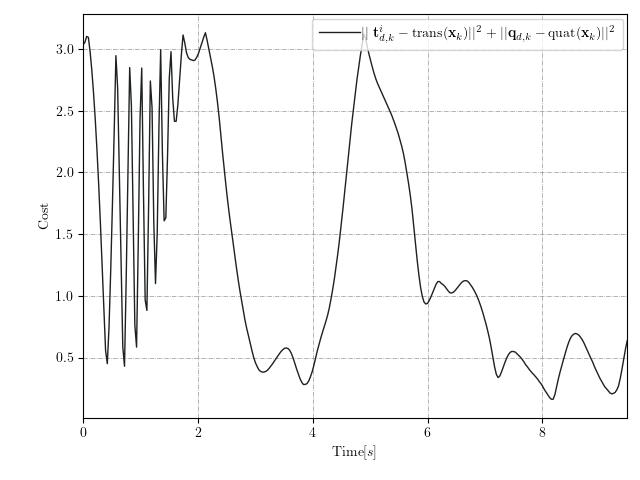 || t^i_{d,k} − trans(x_k)||^2 + ||q_{d,k} − quat(x_k)||^2
3.0
2.5
2.0
1.5
1.0
0.5
Cost
0 2 4 6 8
Time[s]